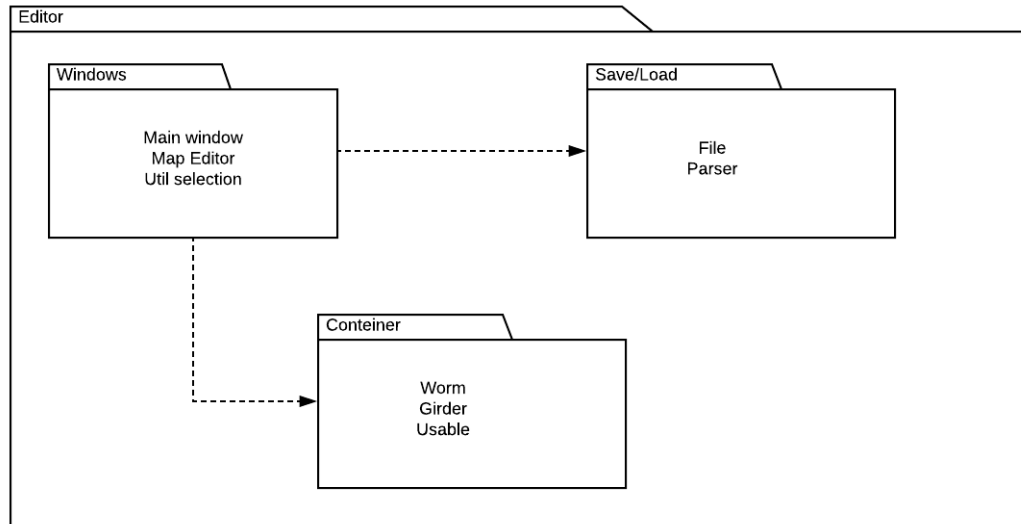 Editor
Windows
Main window
Map Editor
Util selection
Save/Load
File
Parser
Conteiner
Worm
Girder
Usable